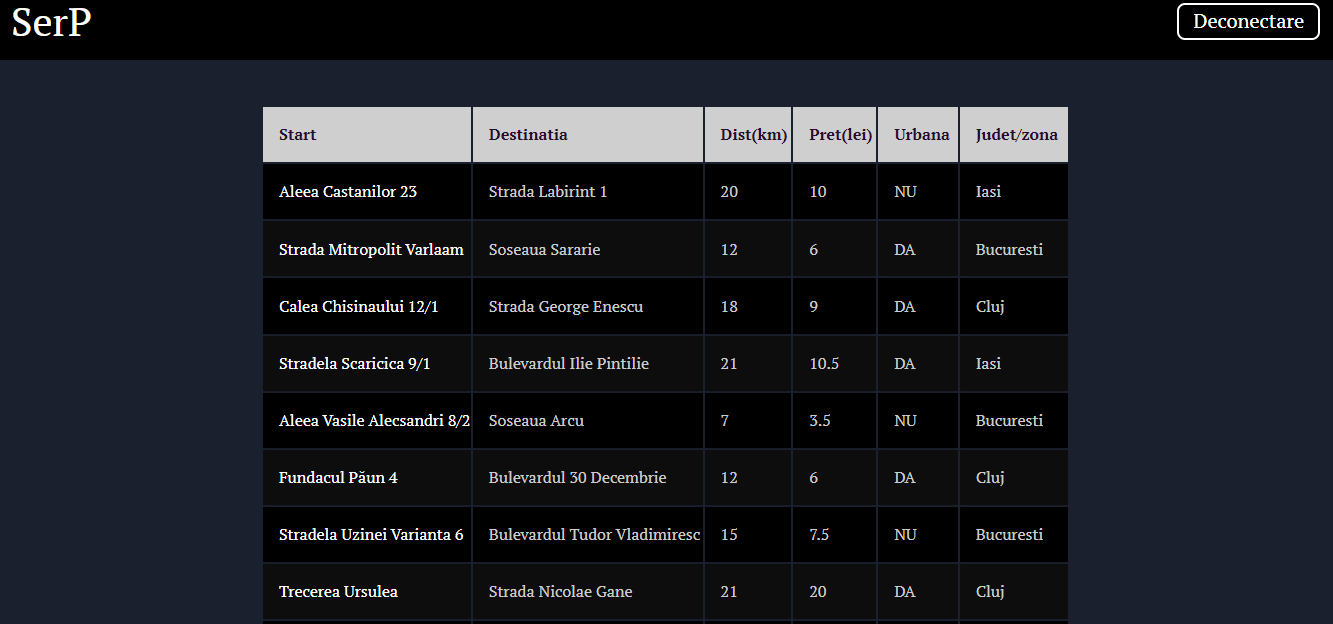 SerP
Deconectare
Start Destinatia Dist(km) Pret(lei) Urbana Judet/zona
Aleea Castanilor 23 Strada Labirint 1 20 10 NU Iasi
Strada Mitropolit Varlaam Soseaua Sararie 12 6 DA Bucuresti
Calea Chisinaului 12/1 Strada George Enescu 18 9 DA Cluj
Stradela Scaricica 9/1 Bulevardul Ilie Pintilie 21 10.5 DA Iasi
Aleea Vasile Alecsandri 8/2 Soseaua Arcu 7 3.5 NU Bucuresti
Fundacul Păun 4 Bulevardul 30 Decembrie 12 6 DA Cluj
Stradela Uzinei Varianta 6 Bulevardul Tudor Vladimiresc 15 7.5 NU Bucuresti
Trecerea Ursulea Strada Nicolae Gane 21 20 DA Cluj